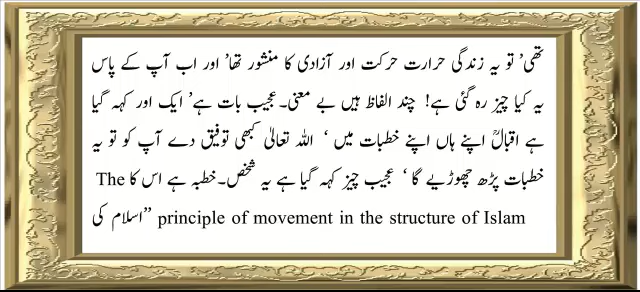 تھی’ تو یہ زندگی حرارت حرکت اور آزادی کا منشور تھا’ اور اب آپ کے پاس
یہ کیا چیز رہ گئی ہے! چند الفاظ ہیں بے معنی۔عجیب بات ہے’ ایک اور کہہ گیا
ہے اقبالؒ اپنے ہاں اپنے خطبات میں ‘ اللہ تعالیٰ کبھی توفیق دے آپ کو تو یہ
خطبات پڑھ چھوڑیے گا ‘ عجیب چیز کہہ گیا ہے یہ شخص۔خطبہ ہے اس کا The
principle of movement in the structure of Islam ”اسلام کی